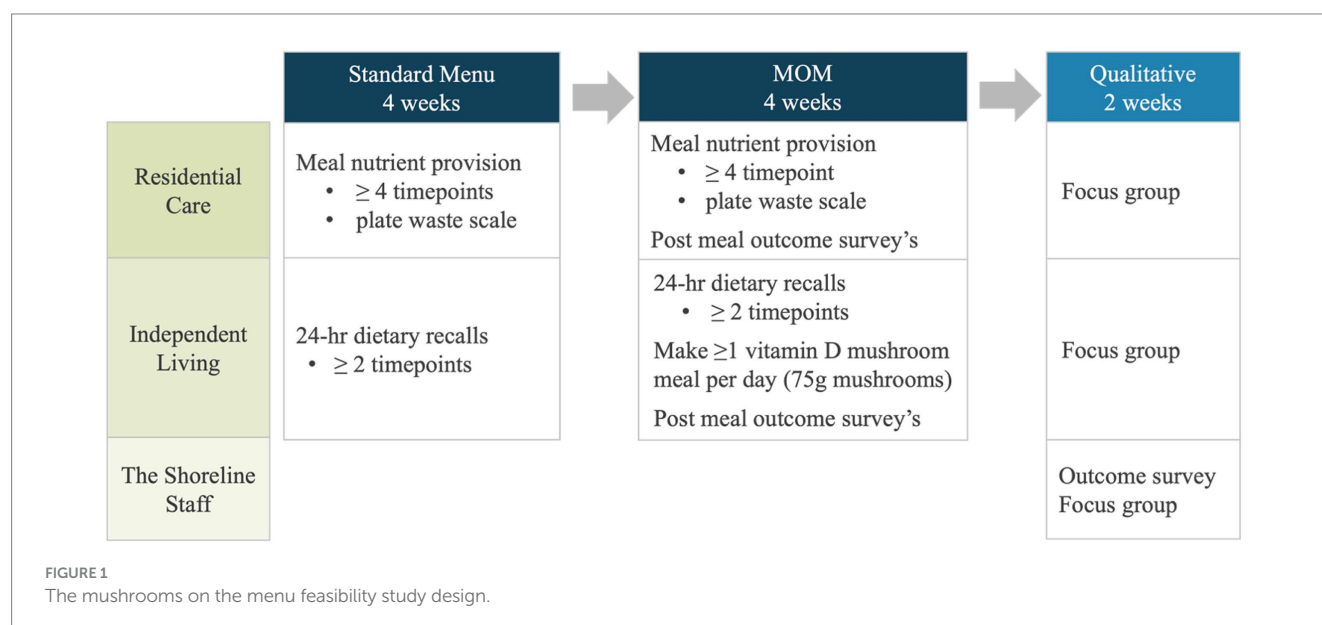 Standard Menu
4 weeks
MOM
4 weeks
Qualitative
2 weeks
Residential
Care
Meal nutrient provision
• ≥ 4 timepoints
• plate waste scale
Meal nutrient provision
• ≥ 4 timepoint
• plate waste scale
Post meal outcome survey's
Focus group
Independent
Living
24-hr dietary recalls
• ≥ 2 timepoints
24-hr dietary recalls
• ≥ 2 timepoints
Make ≥1 vitamin D mushroom
meal per day (75g mushrooms)
Post meal outcome survey's
Focus group
The Shoreline
Staff
Outcome survey
Focus group
FIGURE 1
The mushrooms on the menu feasibility study design.